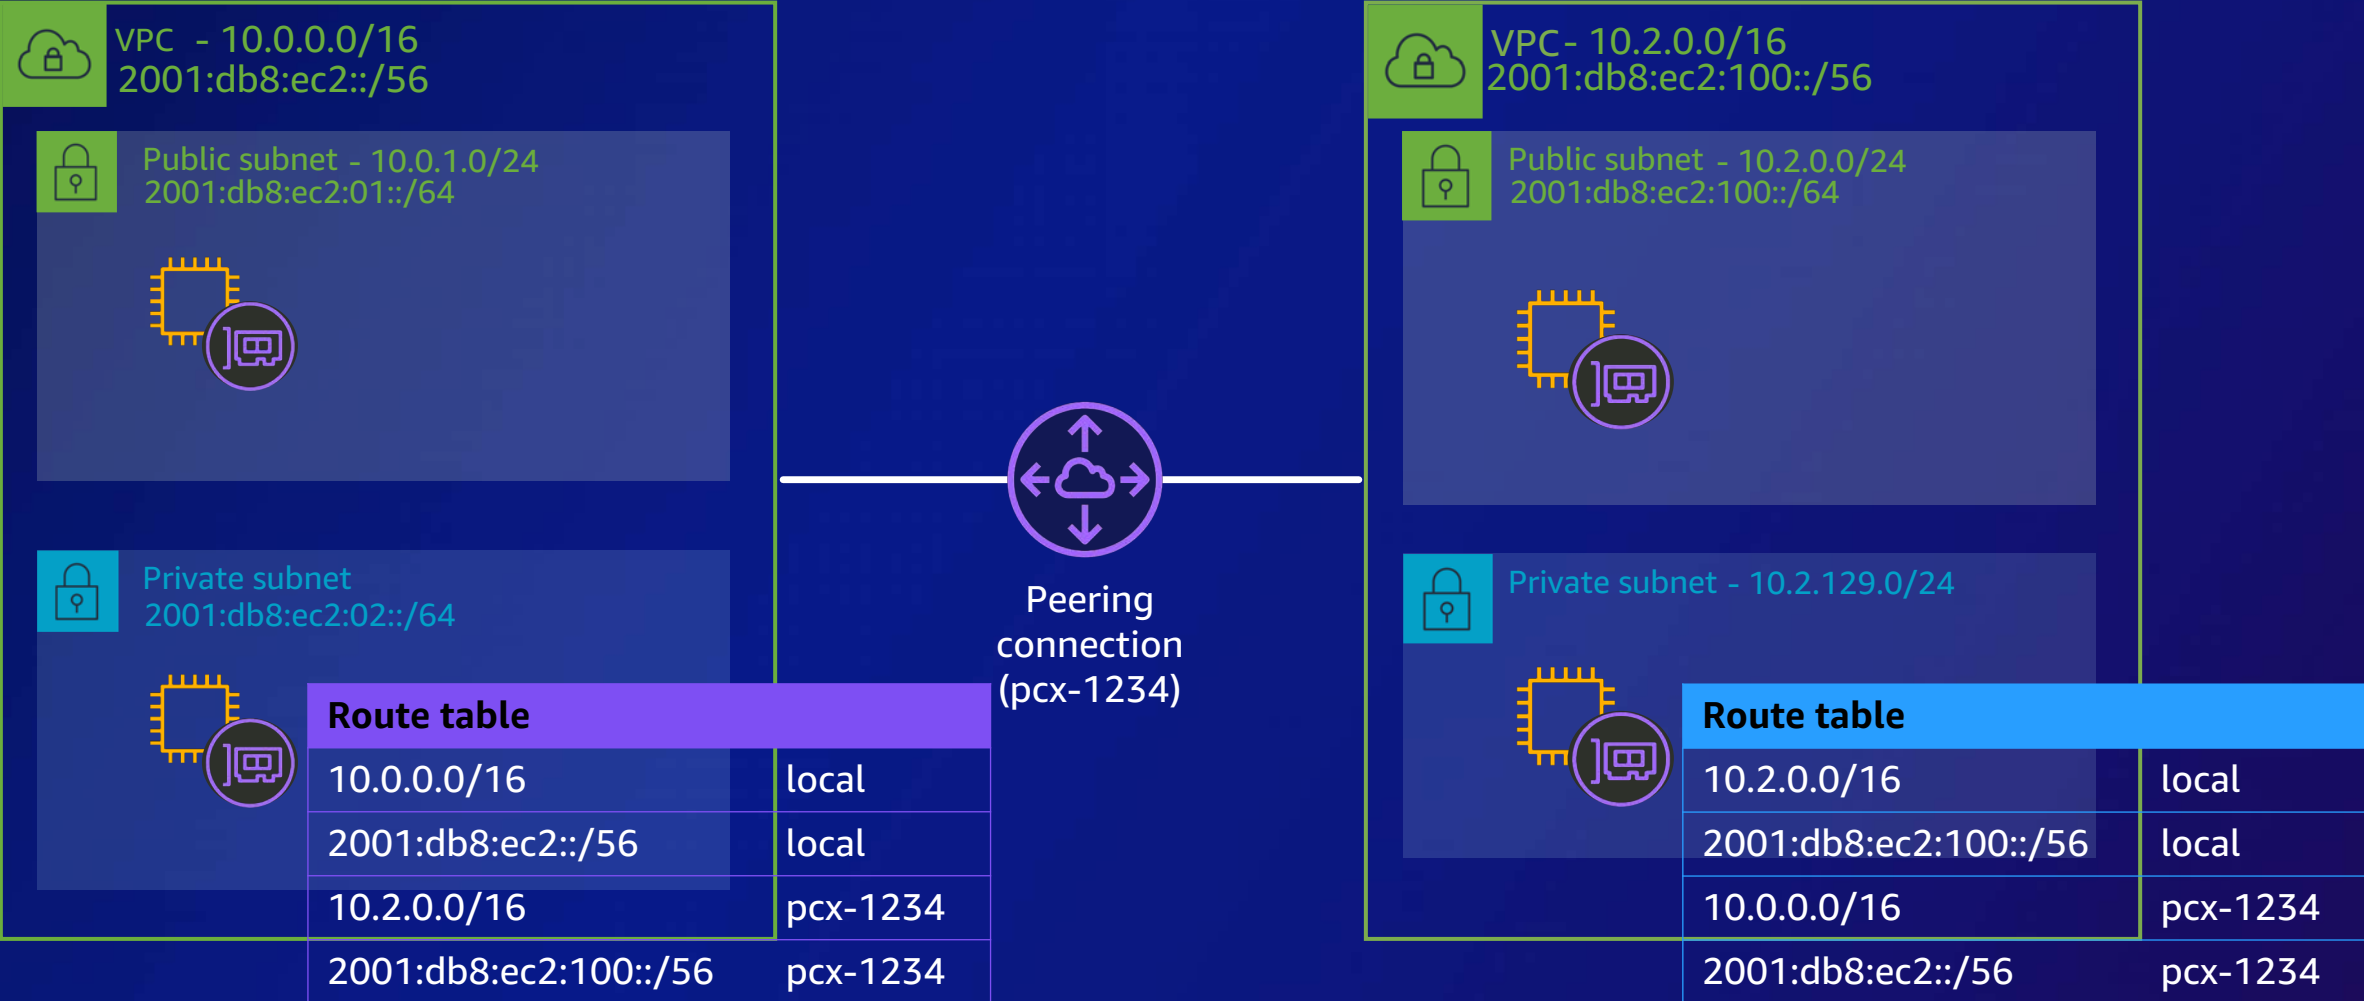 VPC - 10.0.0.0/16
2001:db8:ec2::/56
Public subnet - 10.0.1.0/24
2001:db8:ec2:01::/64
Private subnet
2001:db8:ec2:02::/64
Route table
10.0.0.0/16 local
2001:db8:ec2::/56 local
10.2.0.0/16 pcx-1234
2001:db8:ec2:100::/56 pcx-1234
Peering
connection
(pcx-1234)
VPC- 10.2.0.0/16
2001:db8:ec2:100::/56
Public subnet - 10.2.0.0/24
2001:db8:ec2:100::/64
Private subnet - 10.2.129.0/24
Route table
10.2.0.0/16 local
2001:db8:ec2:100::/56 local
10.0.0.0/16 pcx-1234
2001:db8:ec2::/56 pcx-1234